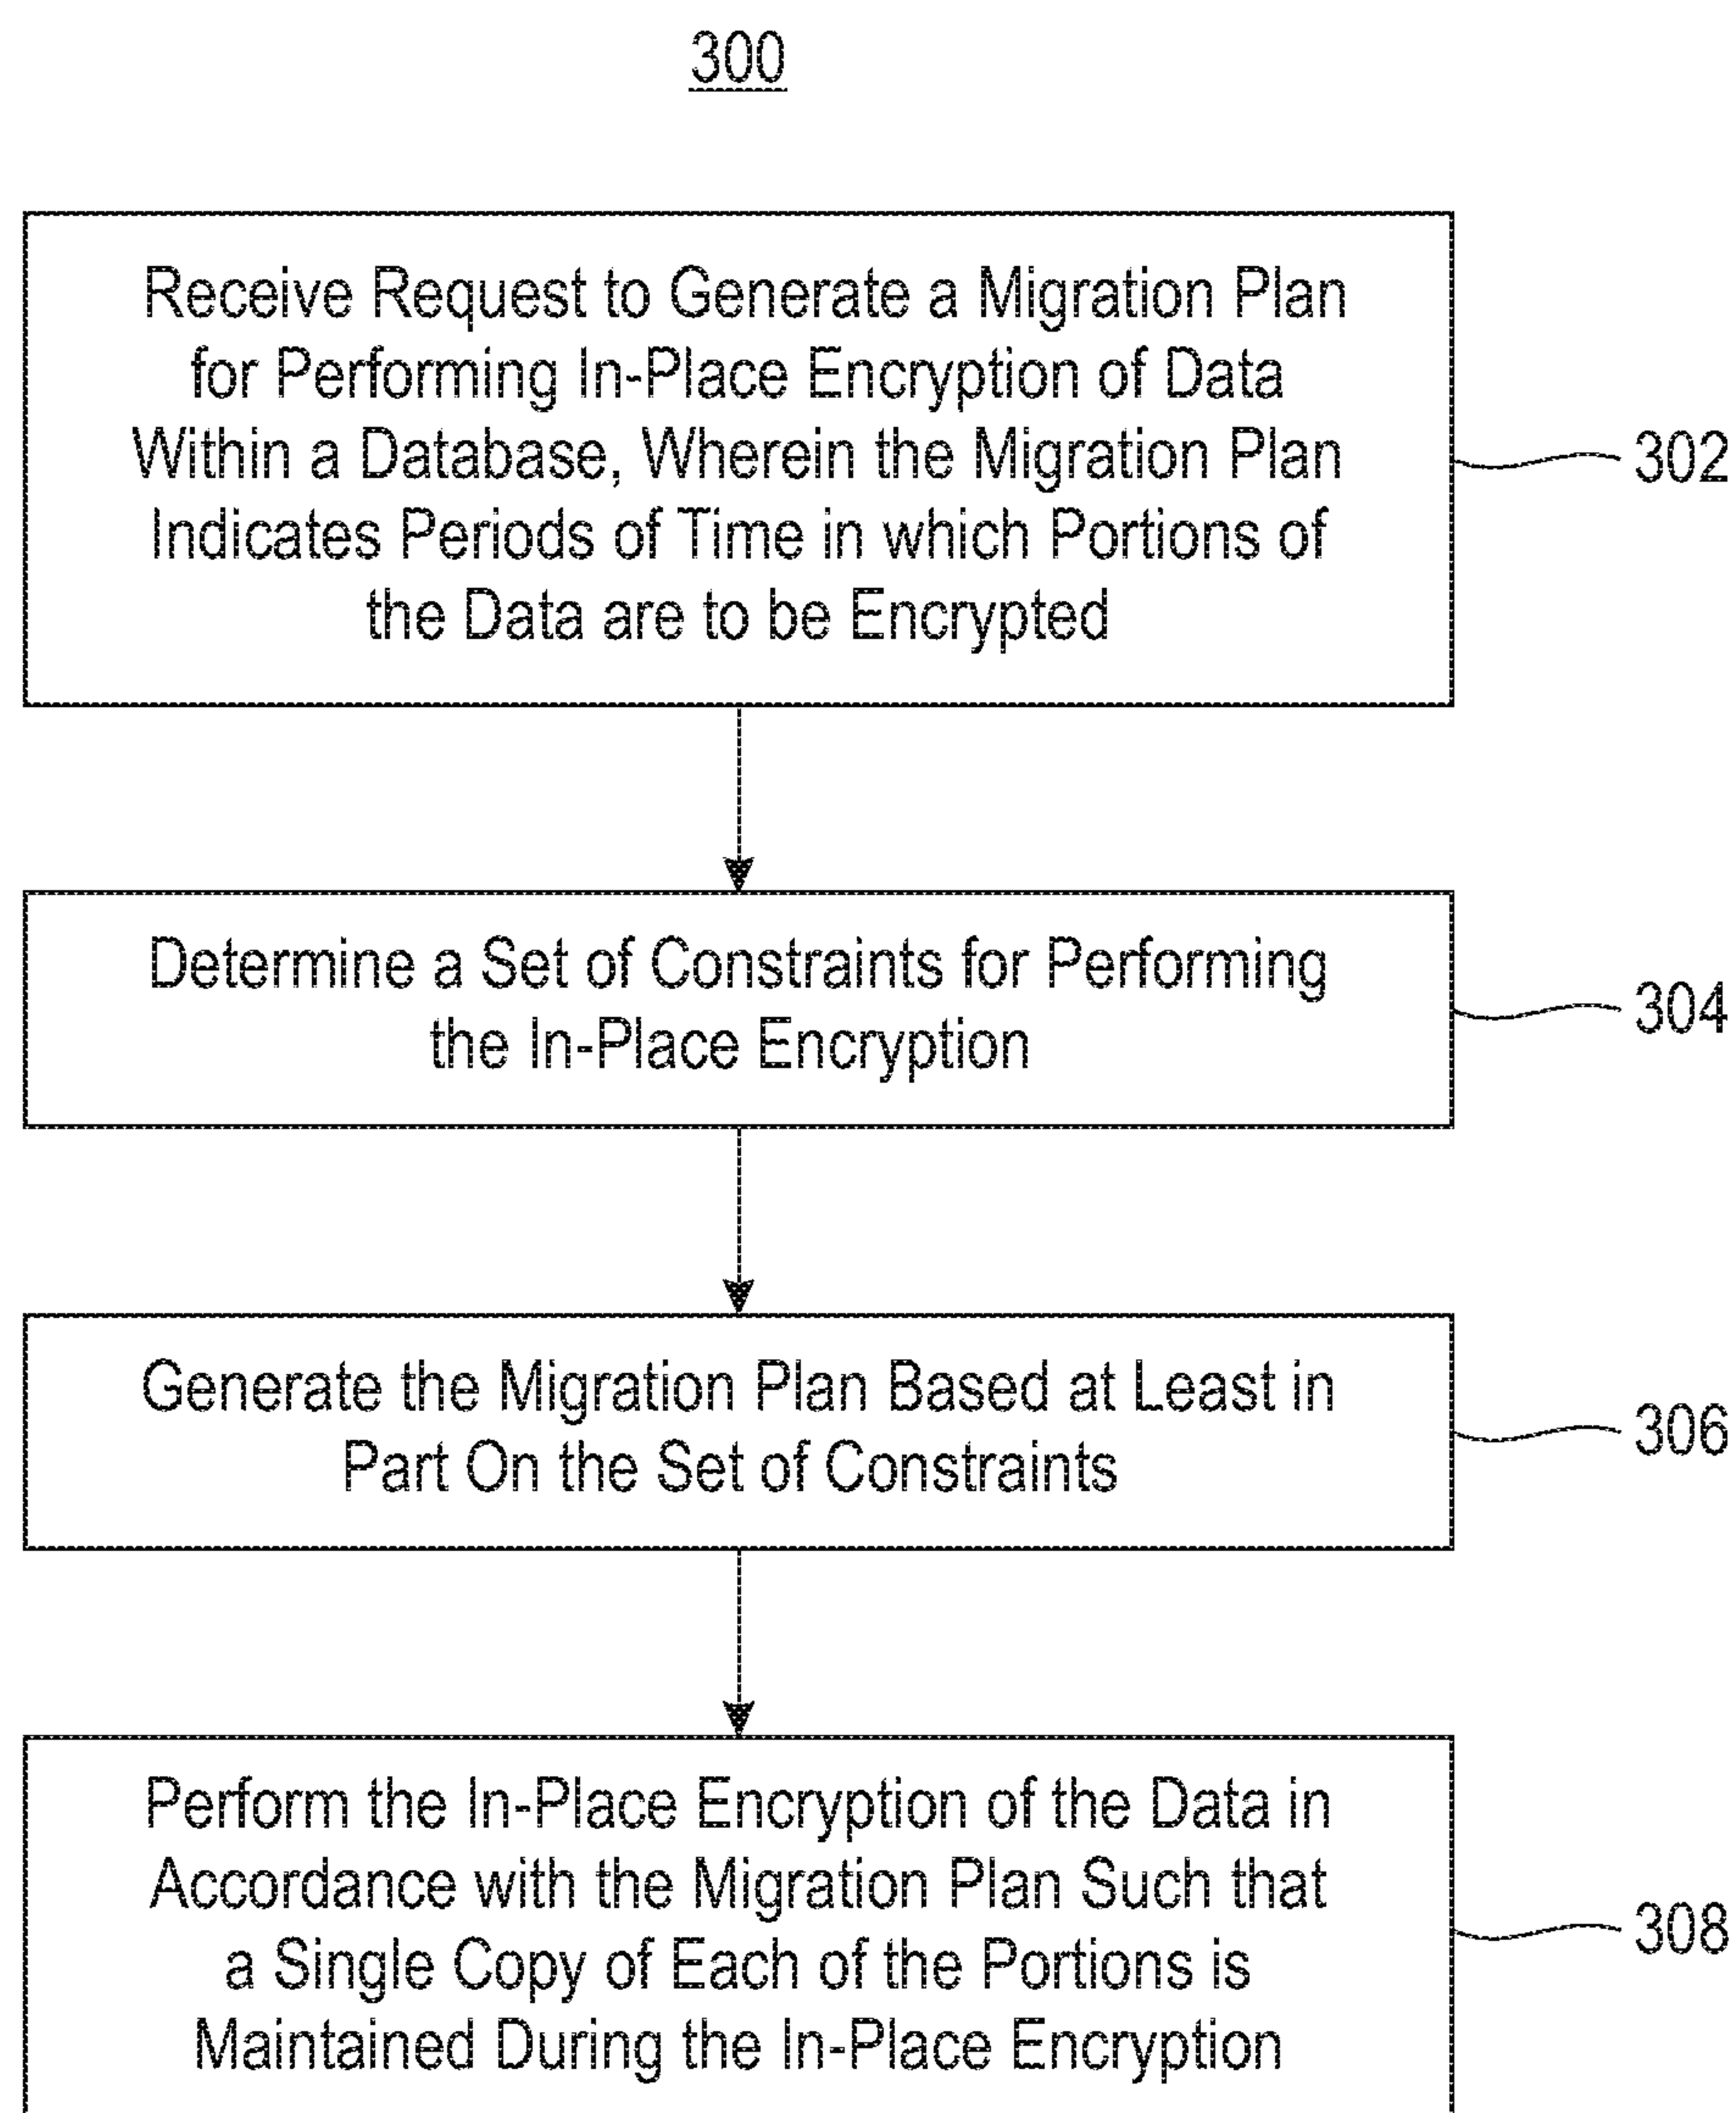 300
Receive Request to Generate a Migration Plan
for Performing In-Place Encryption of Data
Within a Database, Wherein the Migration Plan
Indicates Periods of Time in which Portions of
the Data are to be Encrypted
302
Determine a Set of Constraints for Performing
the In-Place Encryption
304
Generate the Migration Plan Based at Least in
Part On the Set of Constraints
306
Perform the In-Place Encryption of the Data in
Accordance with the Migration Plan Such that
a Single Copy of Each of the Portions is
Maintained During the In-Place Encryption
308